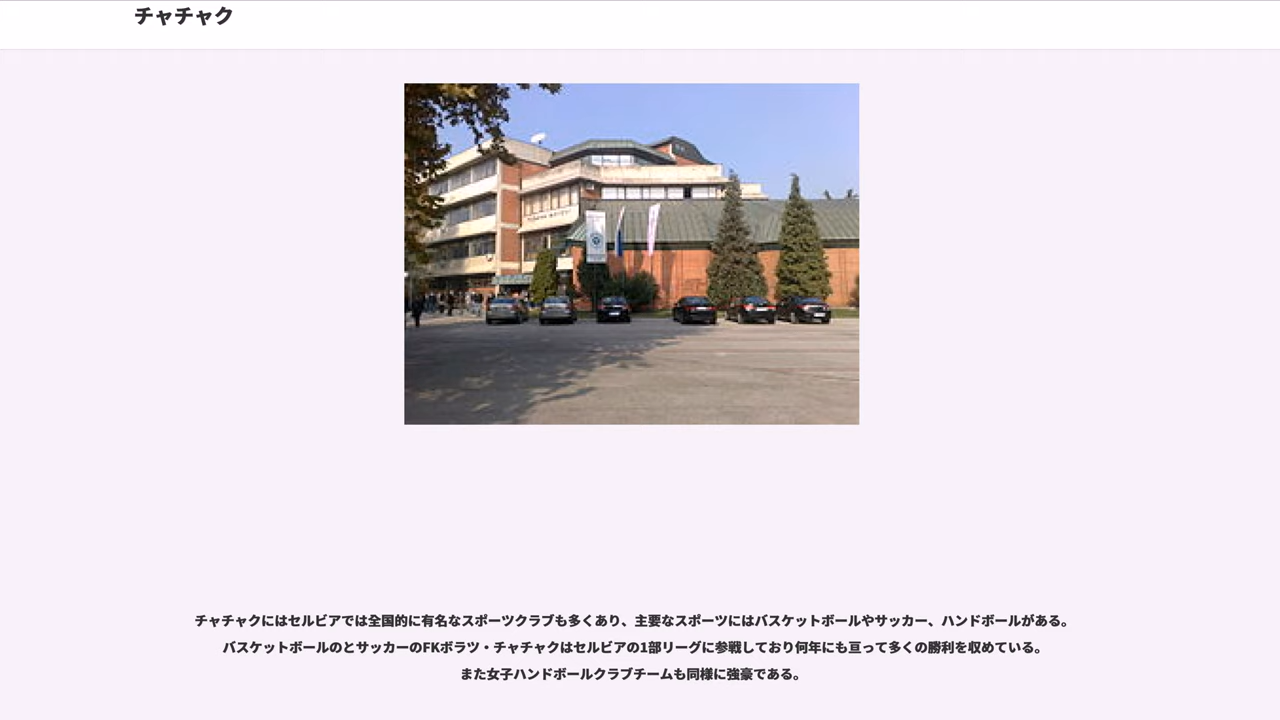 チャチャク
チャチャクにはセルビアでは全国的に有名なスポーツクラブも多くあり、主要なスポーツにはバスケットボールやサッカー、ハンドボールがある。
バスケットボールのとサッカーのFKボラツ・チャチャクはセルビアの1部リーグに参戦しており何年にも亘って多くの勝利を収めている。
また女子ハンドボールクラブチームも同様に強豪である。